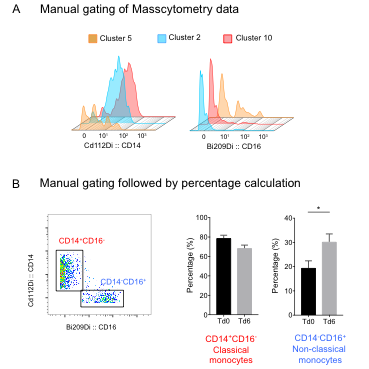 A Manual gating of Masscytometry data
Cluster 5 Cluster 2 Cluster 10
0 10¹ 10² 10³
0 10¹ 10² 10³
Cd112Di :: CD14
Bi209Di :: CD16
B Manual gating followed by percentage calculation
CD14⁺CD16⁻
CD14⁻CD16⁺
Cd112Di :: CD14
Bi209Di :: CD16
Percentage (%)
100
80
60
40
20
0
Td0 Td6
CD14⁺CD16⁻
Classical
monocytes
Percentage (%)
40
30
20
10
0
*
Td0 Td6
CD14⁻CD16⁺
Non-classical
monocytes